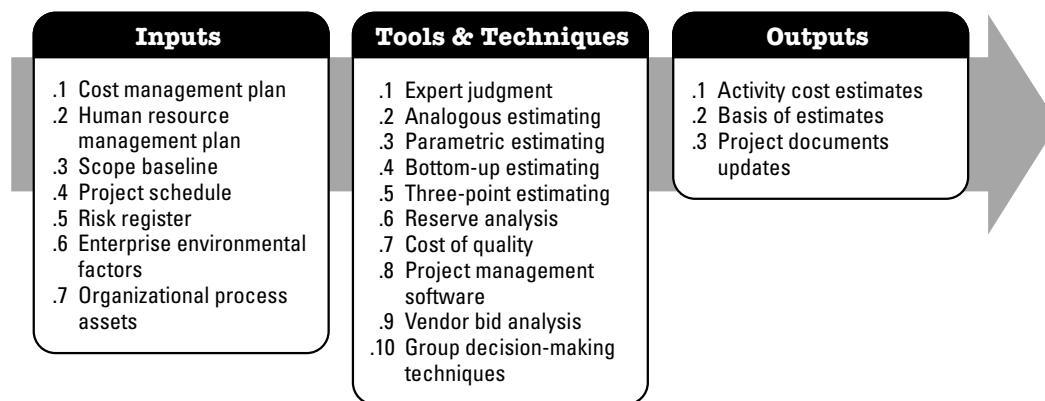 Inputs
.1 Cost management plan
.2 Human resource
management plan
.3 Scope baseline
.4 Project schedule
.5 Risk register
.6 Enterprise environmental
factors
.7 Organizational process
assets
Tools & Techniques
.1 Expert judgment
.2 Analogous estimating
.3 Parametric estimating
.4 Bottom-up estimating
.5 Three-point estimating
.6 Reserve analysis
.7 Cost of quality
.8 Project management
software
.9 Vendor bid analysis
.10 Group decision-making
techniques
Outputs
.1 Activity cost estimates
.2 Basis of estimates
.3 Project documents
updates